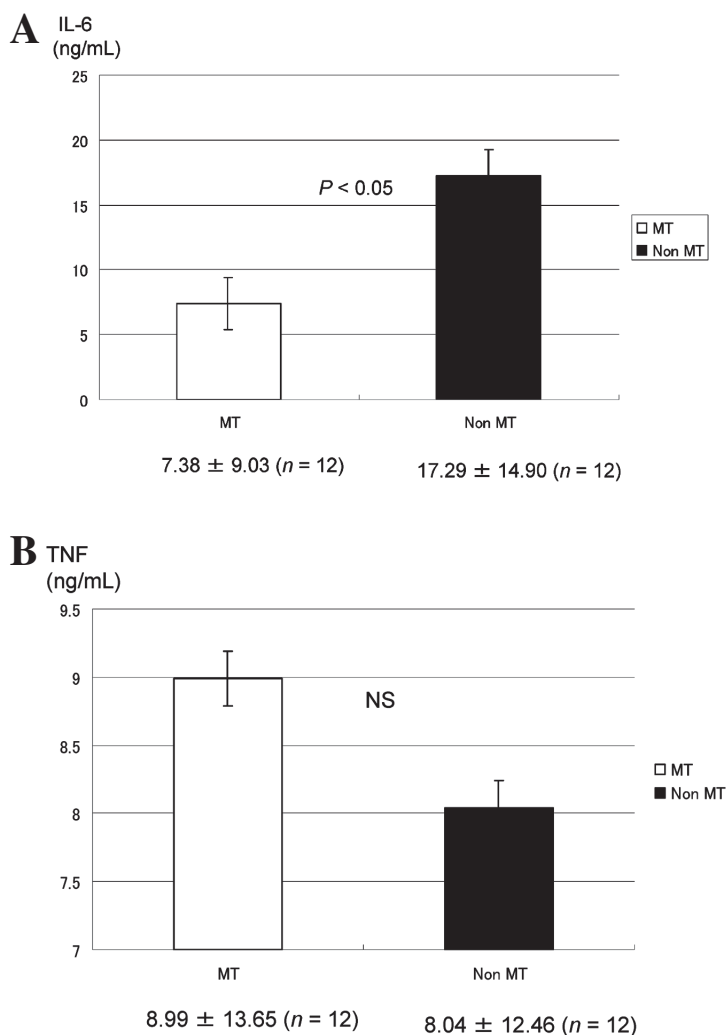 A IL-6
(ng/mL)
25
20
15
10
5
0
P < 0.05
MT
Non MT
MT Non MT
7.38 ± 9.03 (n = 12) 17.29 ± 14.90 (n = 12)
B TNF
(ng/mL)
9.5
9
8.5
8
7.5
7
NS
MT
Non MT
MT Non MT
8.99 ± 13.65 (n = 12) 8.04 ± 12.46 (n = 12)